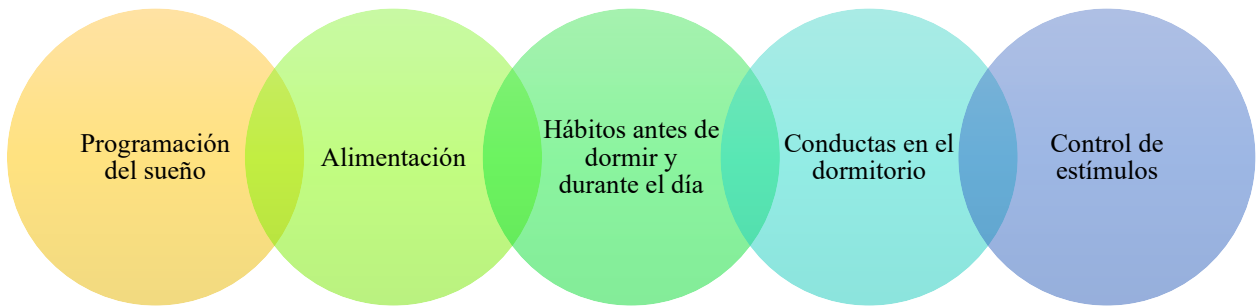 Programación
del sueño
Alimentación
Hábitos antes de
dormir y
durante el día
Conductas en el
dormitorio
Control de
estímulos